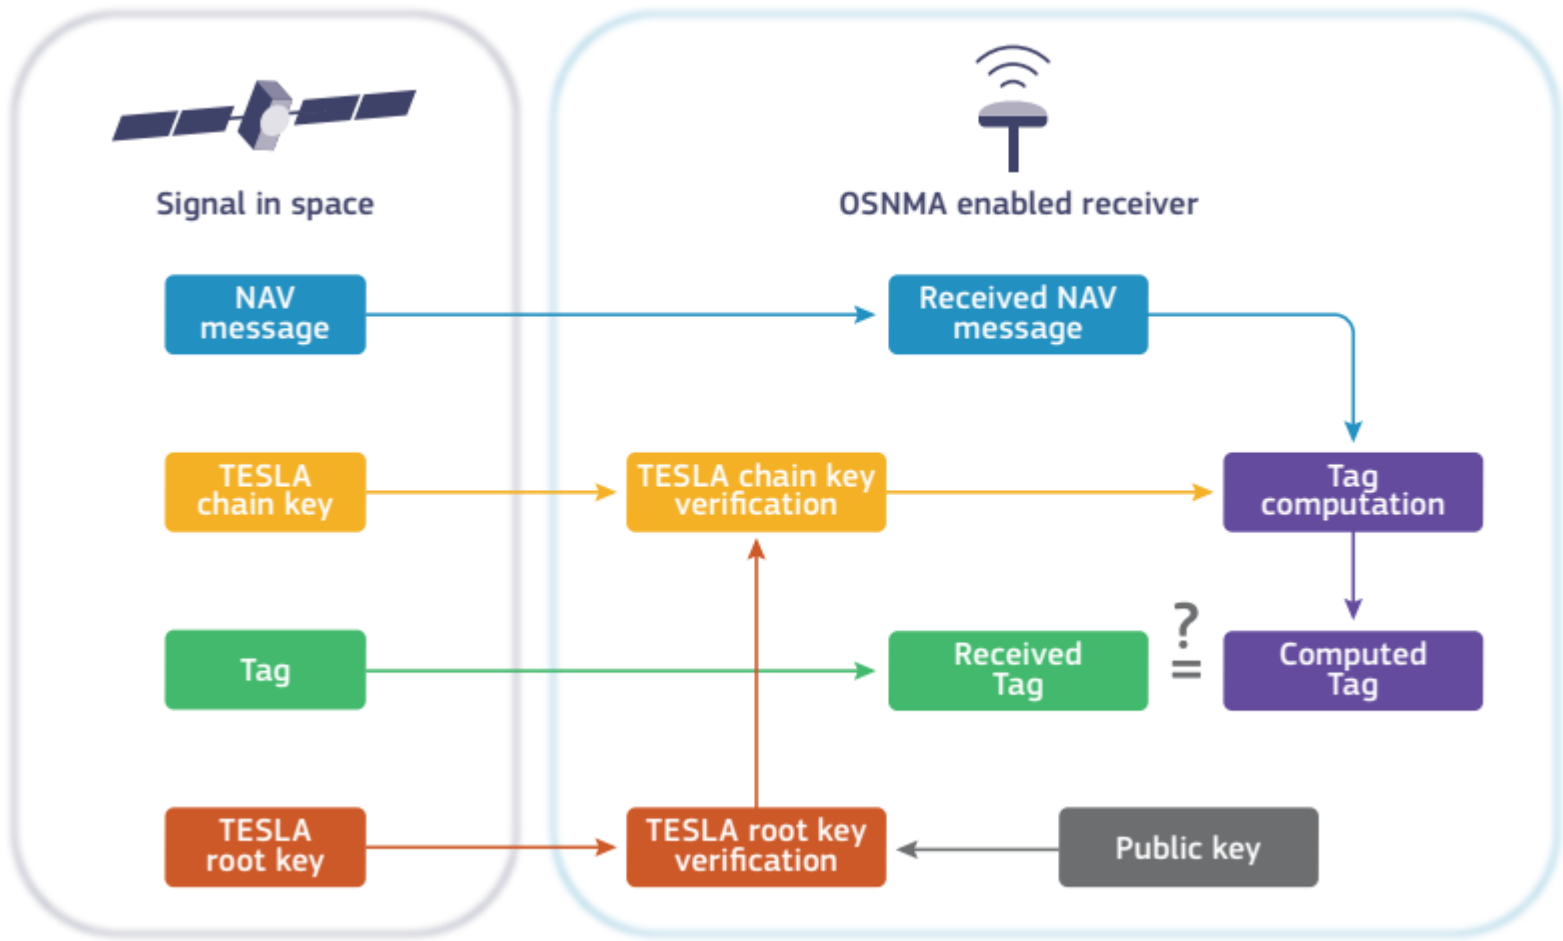 Signal in space
OSNMA enabled receiver
NAV
message
Received NAV
message
TESLA
chain key
TESLA chain key
verification
Tag
computation
Tag
Received
Tag
?
=
Computed
Tag
TESLA
root key
TESLA root key
verification
Public key